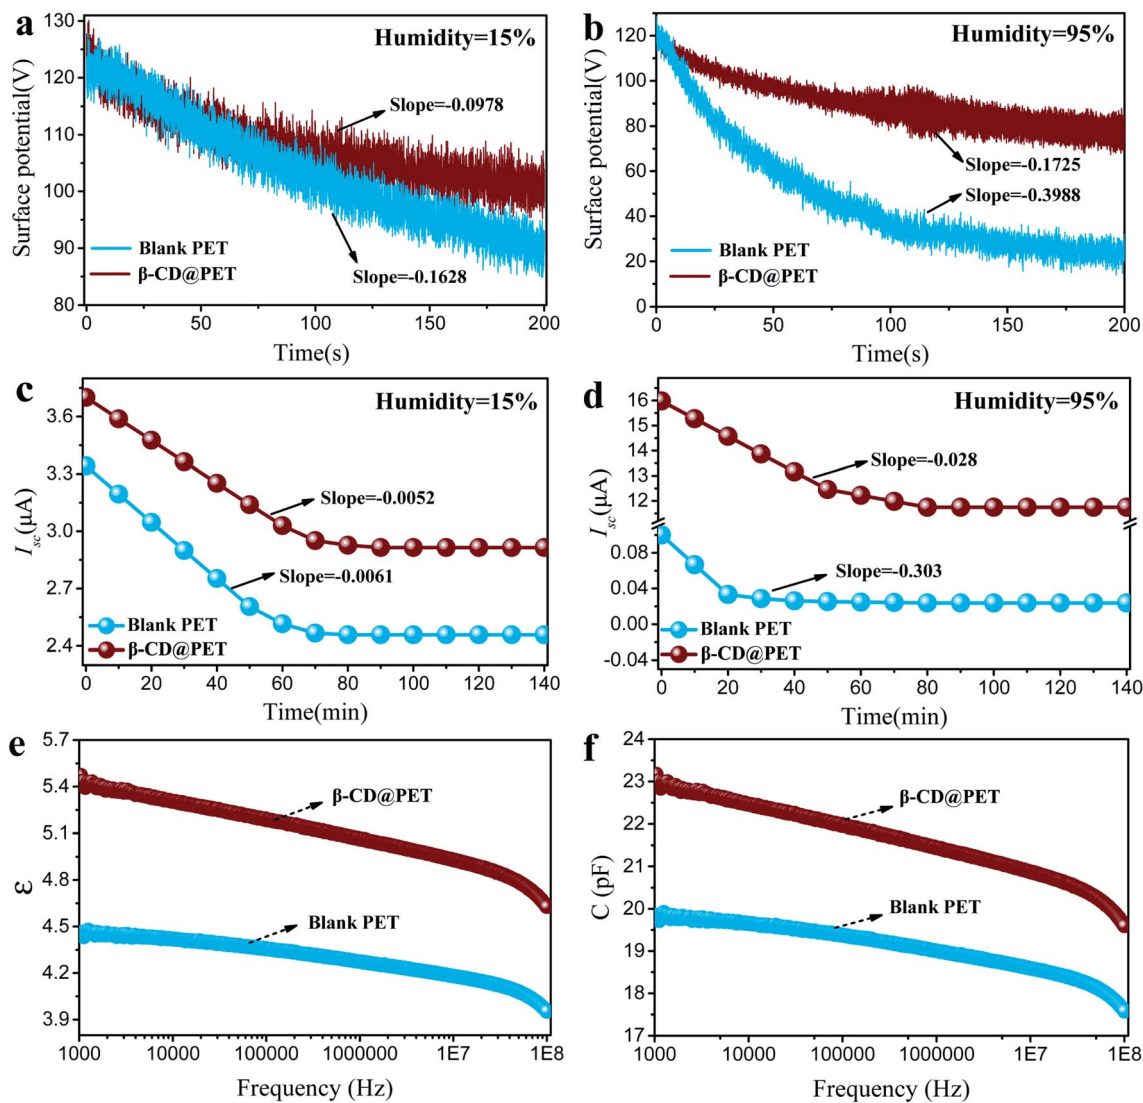 a
Humidity=15%
Surface potential(V)
130
120
110
100
90
80
Slope=-0.0978
Slope=-0.1628
Blank PET
β-CD@PET
0
50
100
150
200
Time(s)
b
Humidity=95%
Surface potential(V)
120
100
80
60
40
20
0
Slope=-0.1725
Slope=-0.3988
Blank PET
β-CD@PET
0
50
100
150
200
Time(s)
c
Humidity=15%
Isc(μA)
3.6
3.3
3.0
2.7
2.4
Slope=-0.0052
Slope=-0.0061
Blank PET
β-CD@PET
0
20
40
60
80
100
120
140
Time(min)
d
Humidity=95%
Isc(μA)
16
15
14
13
12
0.08
0.04
0.00
-0.04
Slope=-0.028
Slope=-0.303
Blank PET
β-CD@PET
0
20
40
60
80
100
120
140
Time(min)
e
ε
5.7
5.4
5.1
4.8
4.5
4.2
3.9
β-CD@PET
Blank PET
1000
10000
100000
1000000
1E7
1E8
Frequency (Hz)
f
C (pF)
24
23
22
21
20
19
18
17
β-CD@PET
Blank PET
1000
10000
100000
1000000
1E7
1E8
Frequency (Hz)